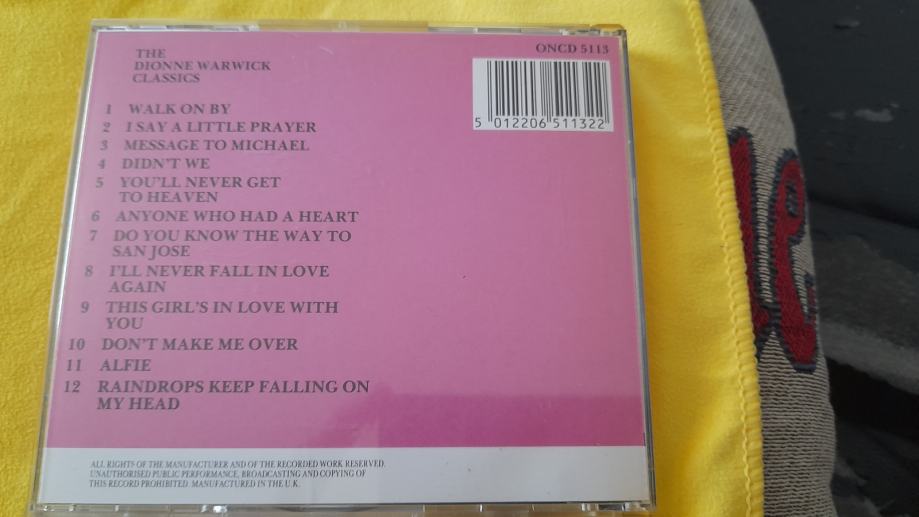 THE
DIONNE WARWICK
CLASSICS
ONCD 5113
5 012206 511322
1 WALK ON BY
2 I SAY A LITTLE PRAYER
3 MESSAGE TO MICHAEL
4 DIDN'T WE
5 YOU'LL NEVER GET
TO HEAVEN
6 ANYONE WHO HAD A HEART
7 DO YOU KNOW THE WAY TO
SAN JOSE
8 I'LL NEVER FALL IN LOVE
AGAIN
9 THIS GIRL'S IN LOVE WITH
YOU
10 DON'T MAKE ME OVER
11 ALFIE
12 RAINDROPS KEEP FALLING ON
MY HEAD
ALL RIGHTS OF THE MANUFACTURER AND OF THE RECORDED WORK RESERVED.
UNAUTHORISED PUBLIC PERFORMANCE, BROADCASTING AND COPYING OF
THIS RECORD PROHIBITED. MANUFACTURED IN THE U.K.